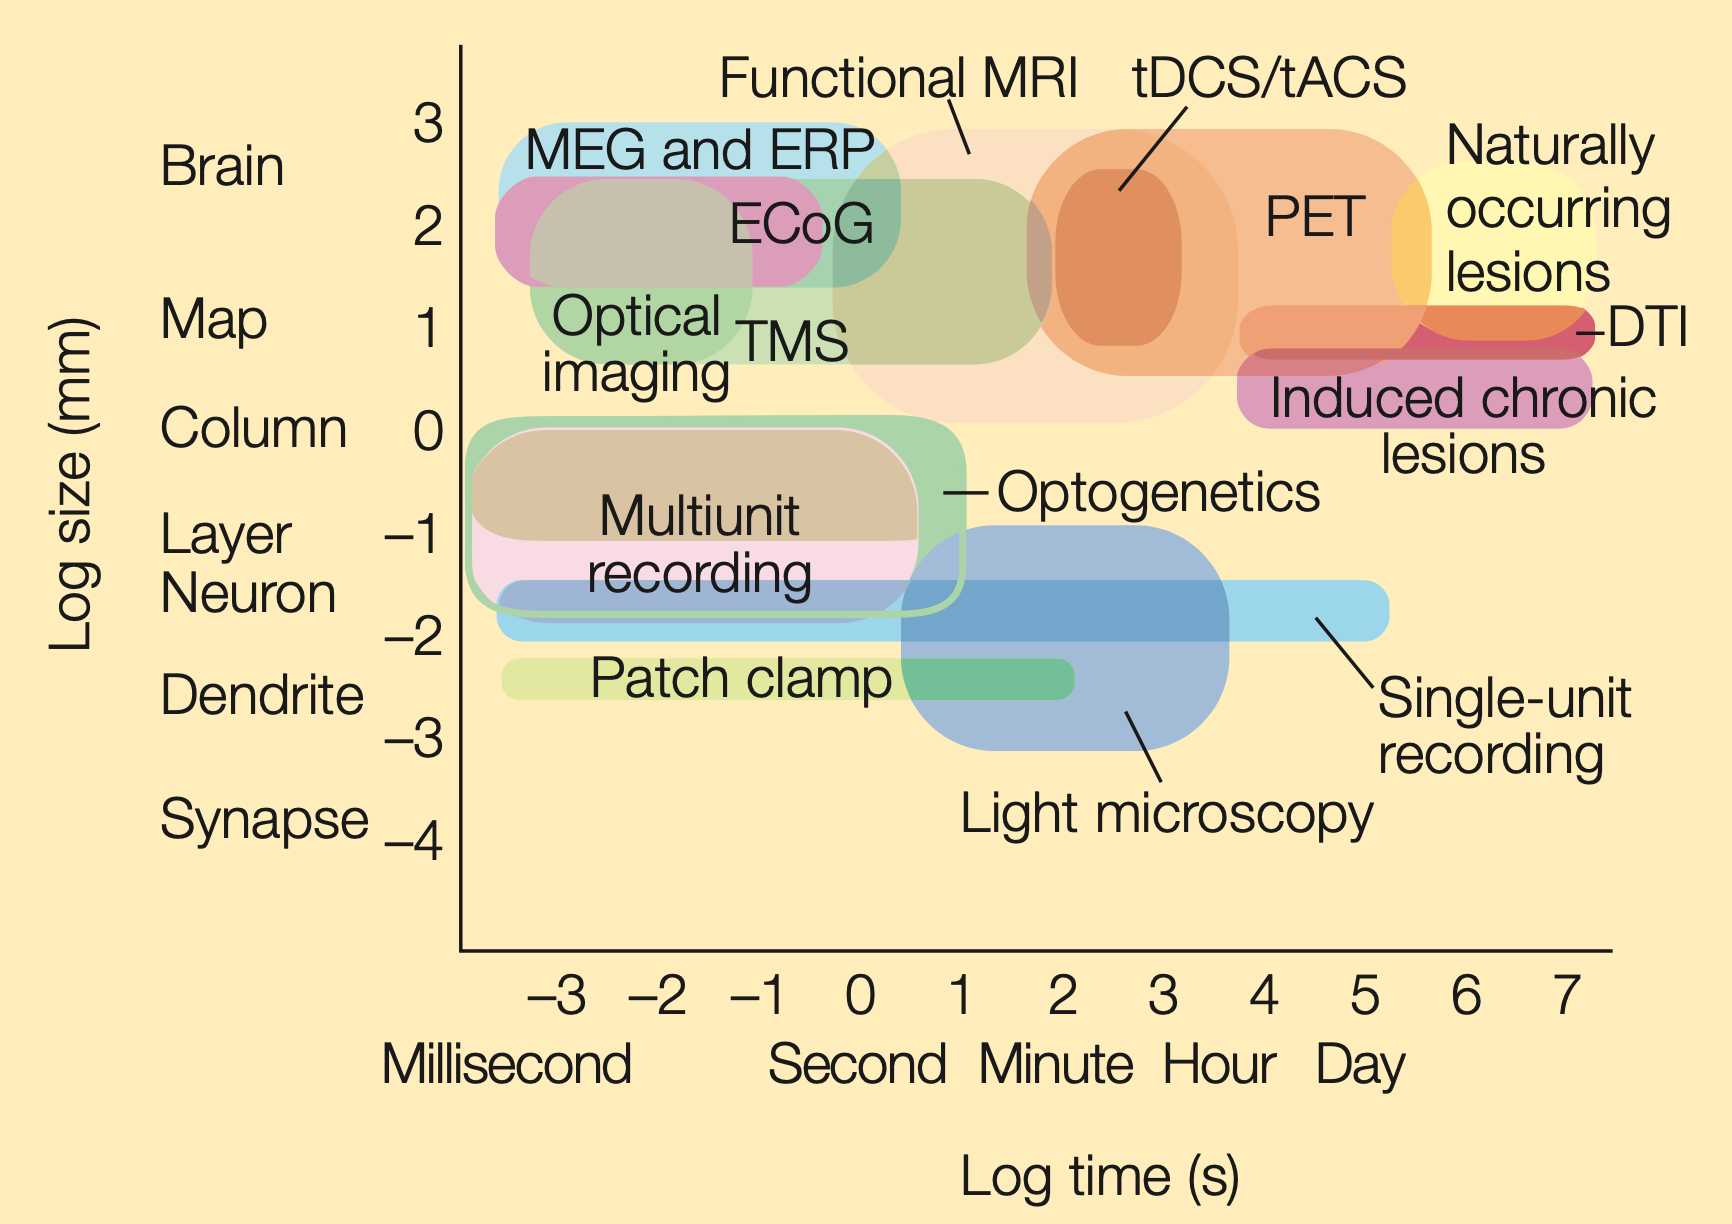 Functional MRI
tDCS/tACS
3
Brain
MEG and ERP
Naturally
occurring
lesions
2
ECoG
PET
Map
1
Optical
imaging
TMS
DTI
Induced chronic
lesions
Column
0
Log size (mm)
Multiunit
recording
Optogenetics
Layer
–1
Neuron
–2
Patch clamp
Dendrite
Single-unit
recording
–3
Light microscopy
Synapse
–4
–3 –2 –1 0 1 2 3 4 5 6 7
Millisecond Second Minute Hour Day
Log time (s)